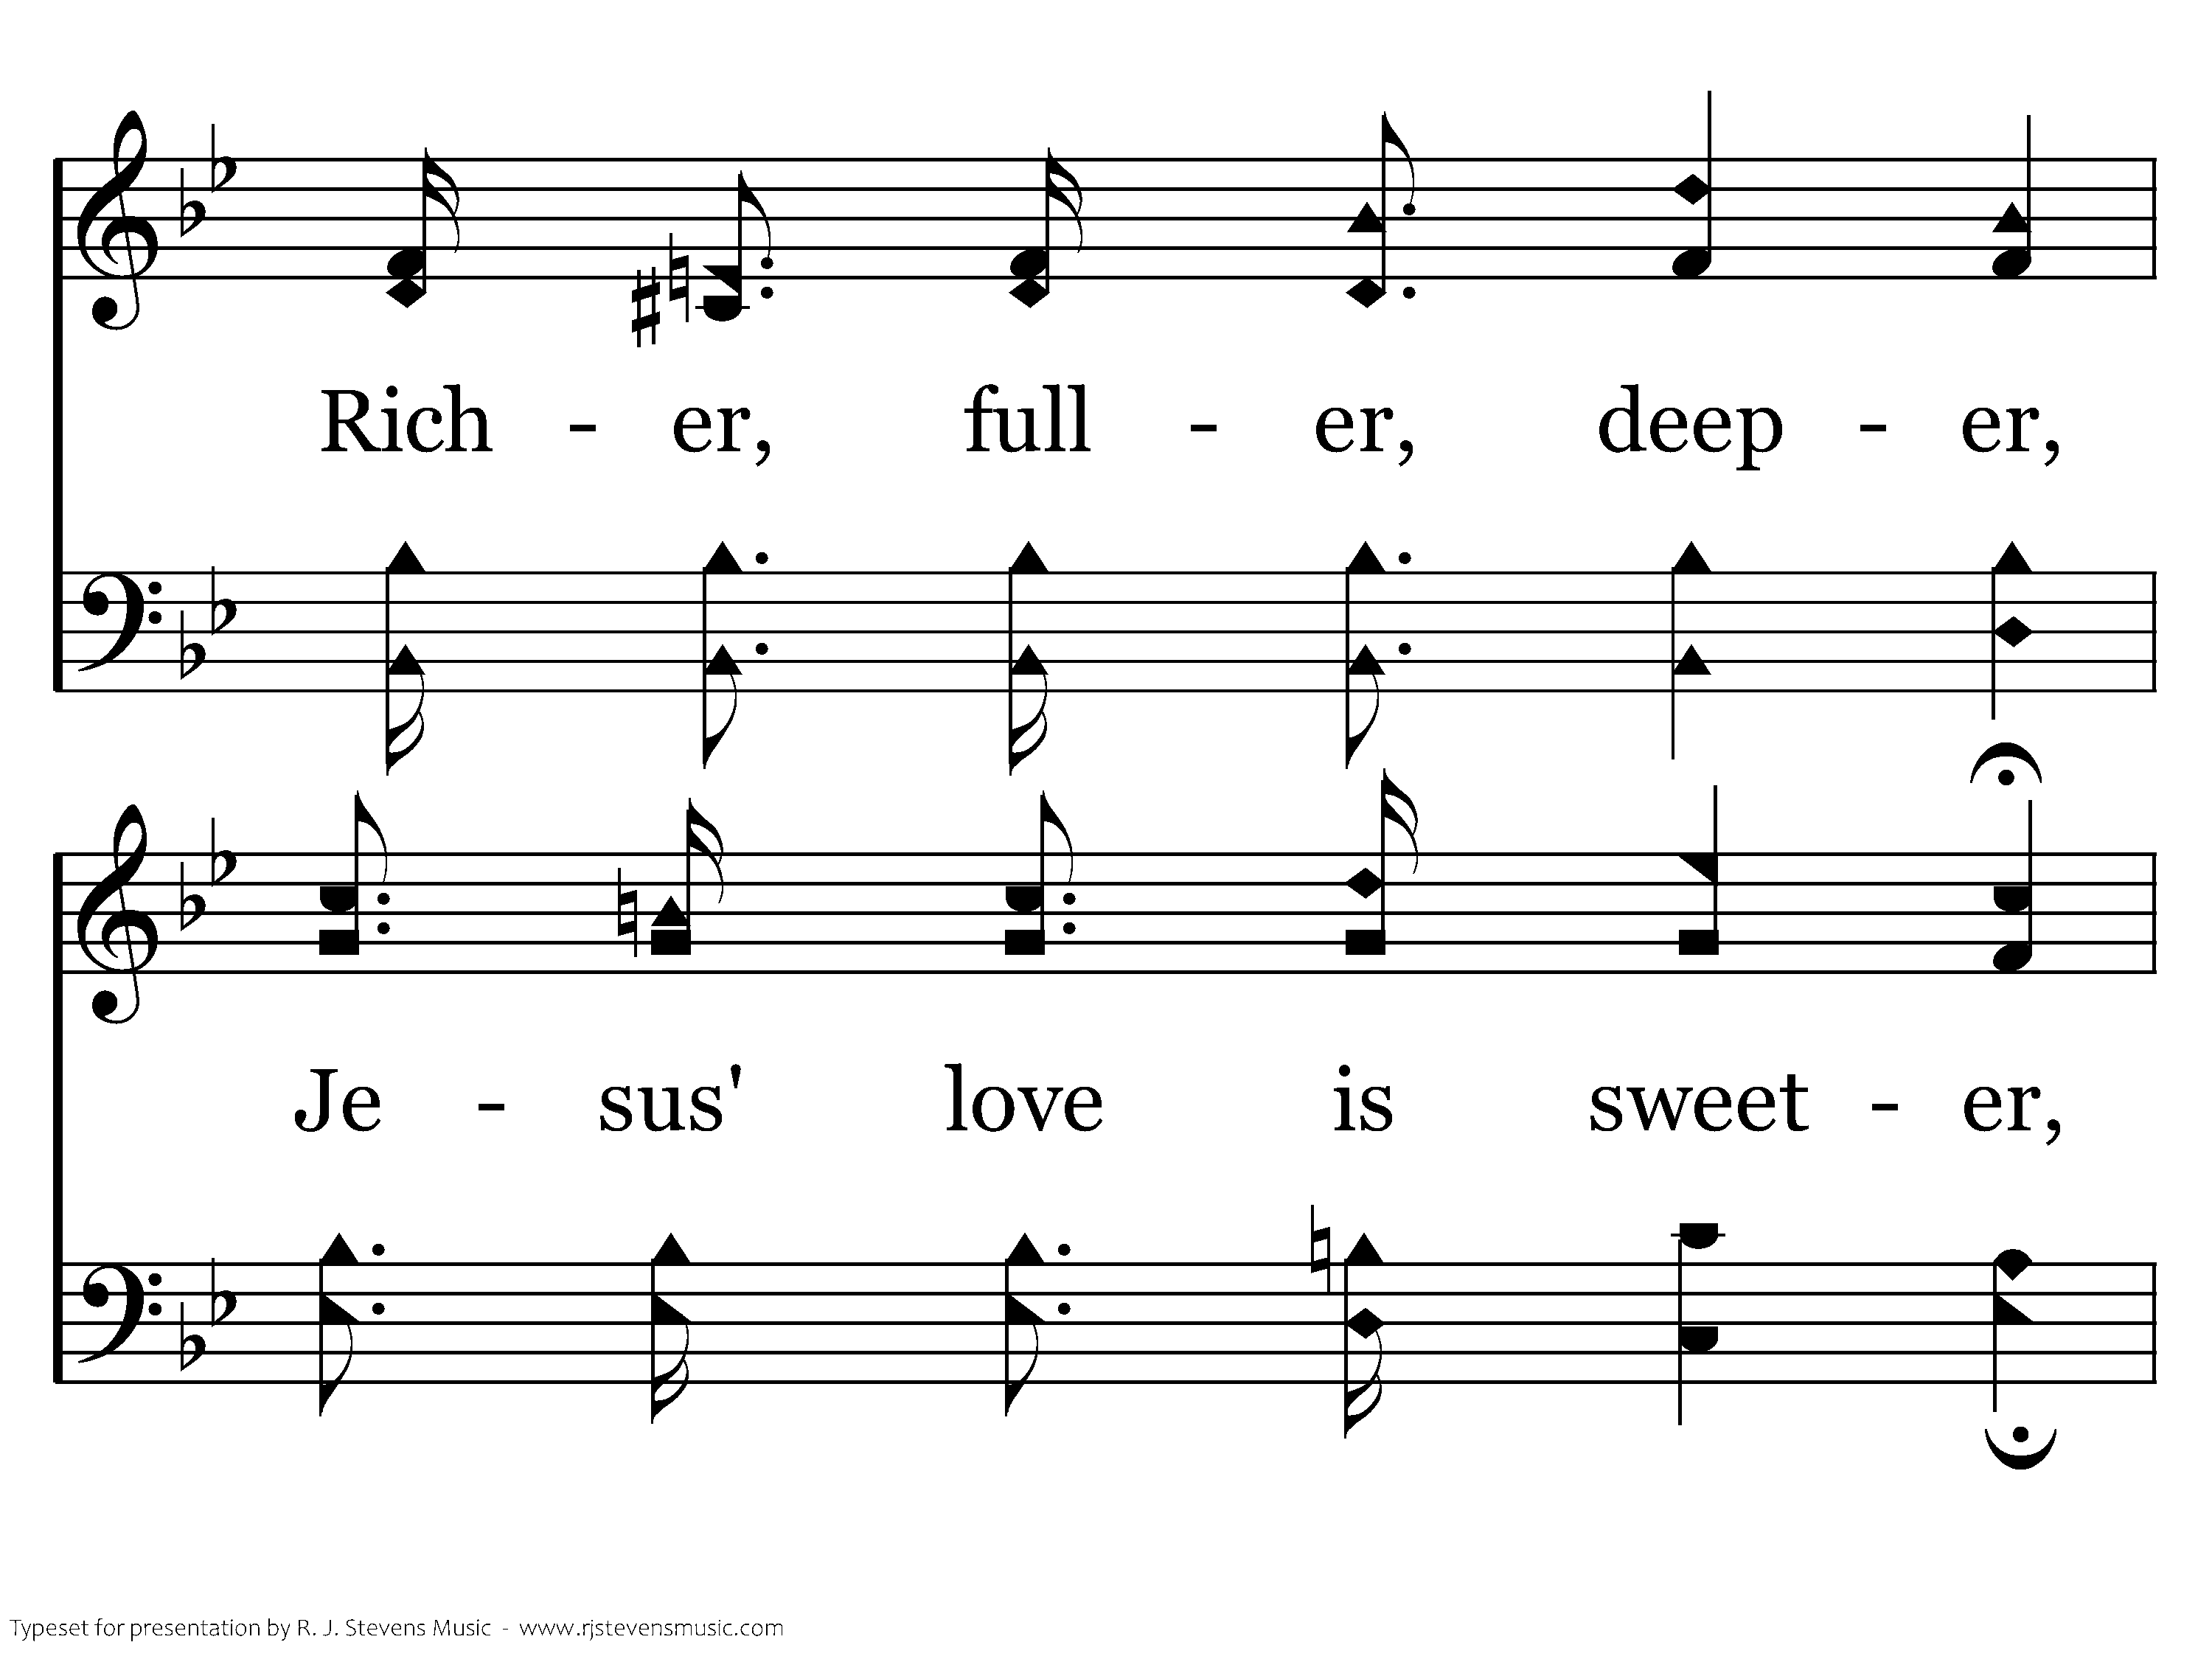 Rich - er, full - er, deep - er,
Je - sus' love is sweet - er,
Typeset for presentation by R. J. Stevens Music - www.rjstevensmusic.com